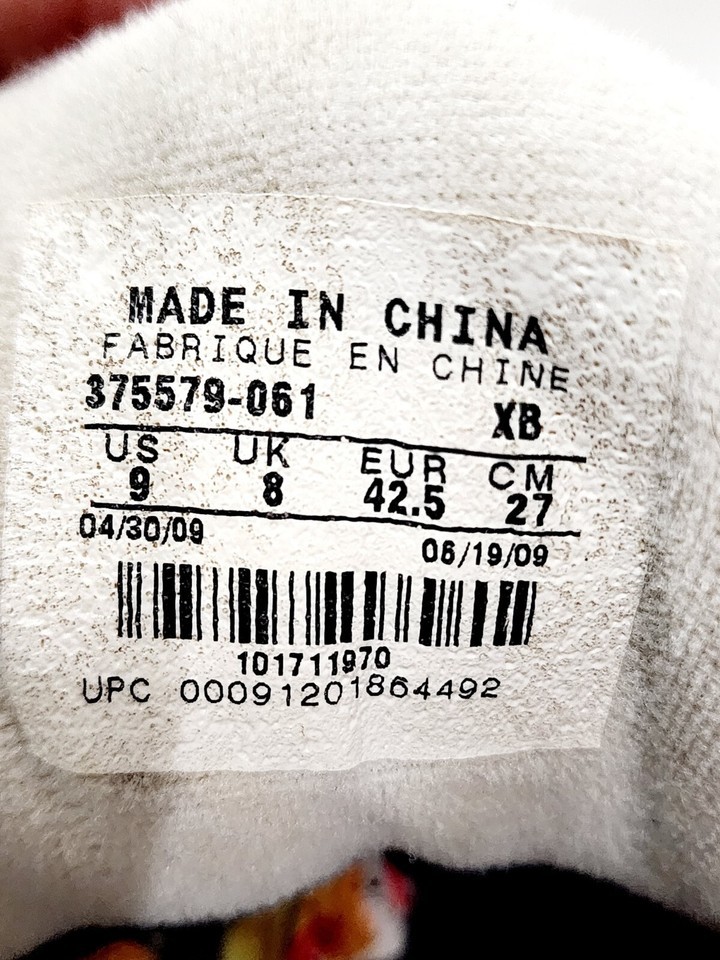 MADE IN CHINA
FABRIQUE EN CHINE
375579-061 XB
US UK EUR CM
9 8 42.5 27
04/30/09 06/19/09
101711970
UPC 00091201864492